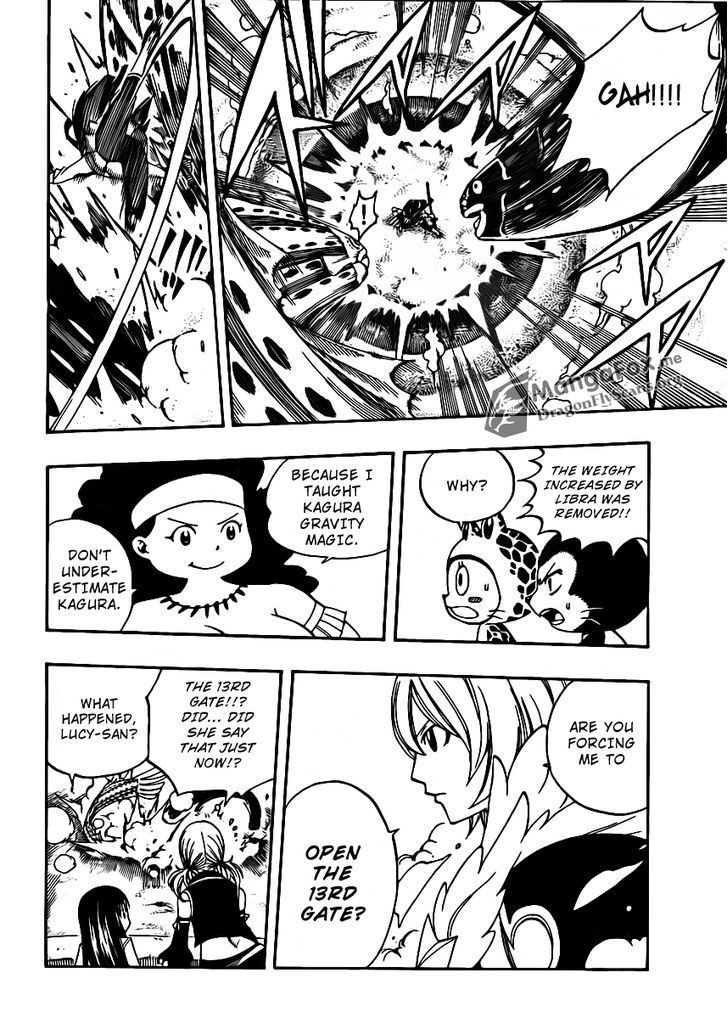 GAH!!!!
!
MangaFox.me
DragonFlyScans.org
BECAUSE I
TAUGHT
KAGURA
GRAVITY
MAGIC.
DON'T
UNDER-
ESTIMATE
KAGURA.
WHY?
THE WEIGHT
INCREASED BY
LIBRA WAS
REMOVED!!
WHAT
HAPPENED,
LUCY-SAN?
THE 13RD
GATE!!?
DID... DID
SHE SAY
THAT JUST
NOW!?
ARE YOU
FORCING
ME TO
OPEN
THE
13RD
GATE?